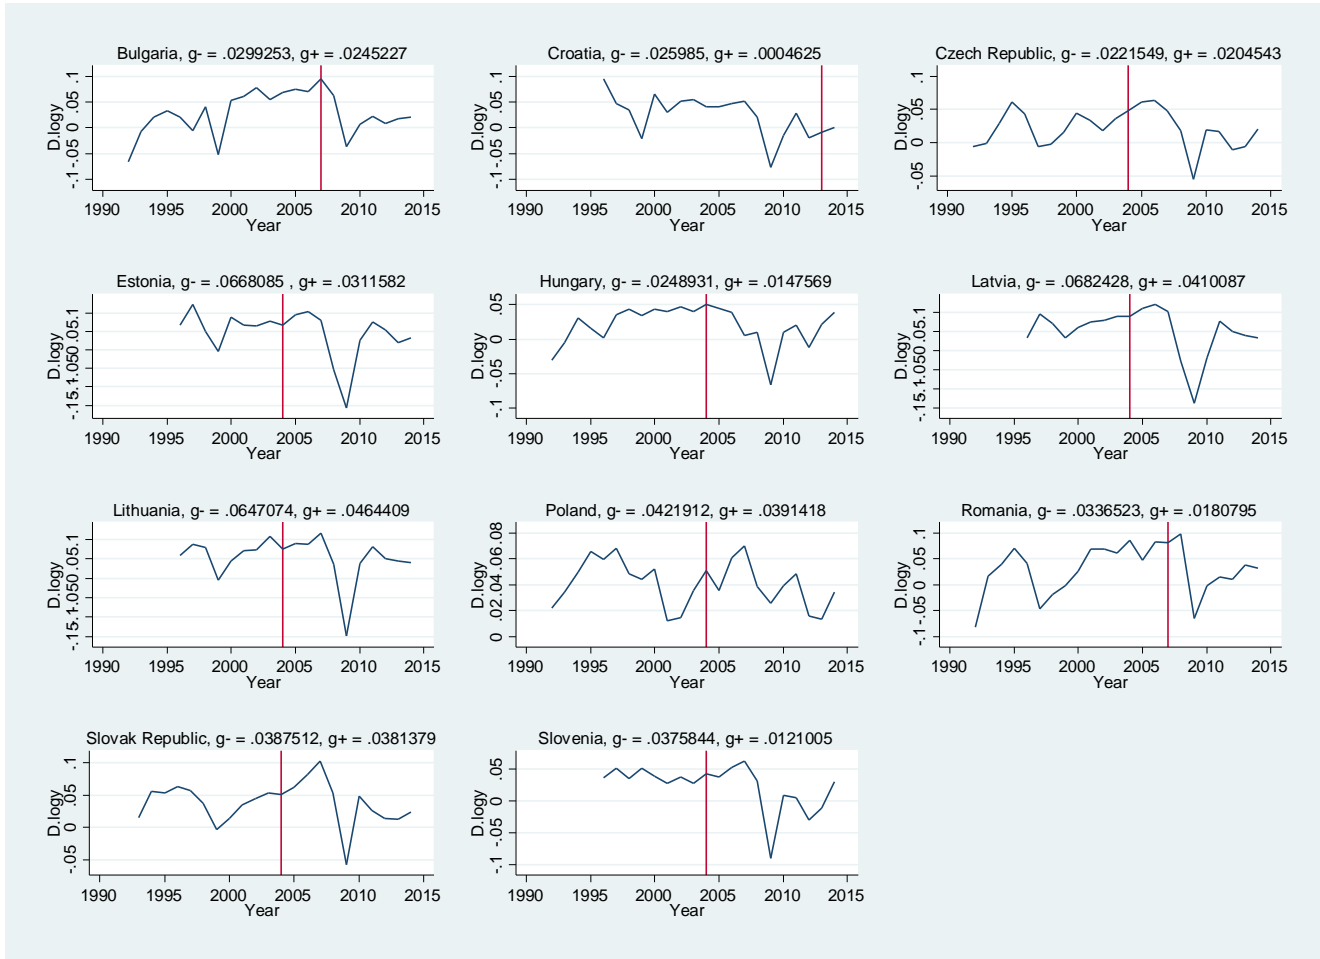 Bulgaria, g- = .0299253, g+ = .0245227
D.logy
-.1 -.05 0 .05 .1
1990 1995 2000 2005 2010 2015
Year
Croatia, g- = .025985, g+ = .0004625
D.logy
-.1 -.05 0 .05 .1
1990 1995 2000 2005 2010 2015
Year
Czech Republic, g- = .0221549, g+ = .0204543
D.logy
-.05 0 .05 .1
1990 1995 2000 2005 2010 2015
Year
Estonia, g- = .0668085 , g+ = .0311582
D.logy
-.15 -.1 -.05 0 .05 .1
1990 1995 2000 2005 2010 2015
Year
Hungary, g- = .0248931, g+ = .0147569
D.logy
-.1 -.05 0 .05
1990 1995 2000 2005 2010 2015
Year
Latvia, g- = .0682428, g+ = .0410087
D.logy
-.15 -.1 -.05 0 .05 .1
1990 1995 2000 2005 2010 2015
Year
Lithuania, g- = .0647074, g+ = .0464409
D.logy
-.15 -.1 -.05 0 .05 .1
1990 1995 2000 2005 2010 2015
Year
Poland, g- = .0421912, g+ = .0391418
D.logy
0 .02 .04 .06 .08
1990 1995 2000 2005 2010 2015
Year
Romania, g- = .0336523, g+ = .0180795
D.logy
-.1 -.05 0 .05 .1
1990 1995 2000 2005 2010 2015
Year
Slovak Republic, g- = .0387512, g+ = .0381379
D.logy
-.05 0 .05 .1
1990 1995 2000 2005 2010 2015
Year
Slovenia, g- = .0375844, g+ = .0121005
D.logy
-.1 -.05 0 .05
1990 1995 2000 2005 2010 2015
Year